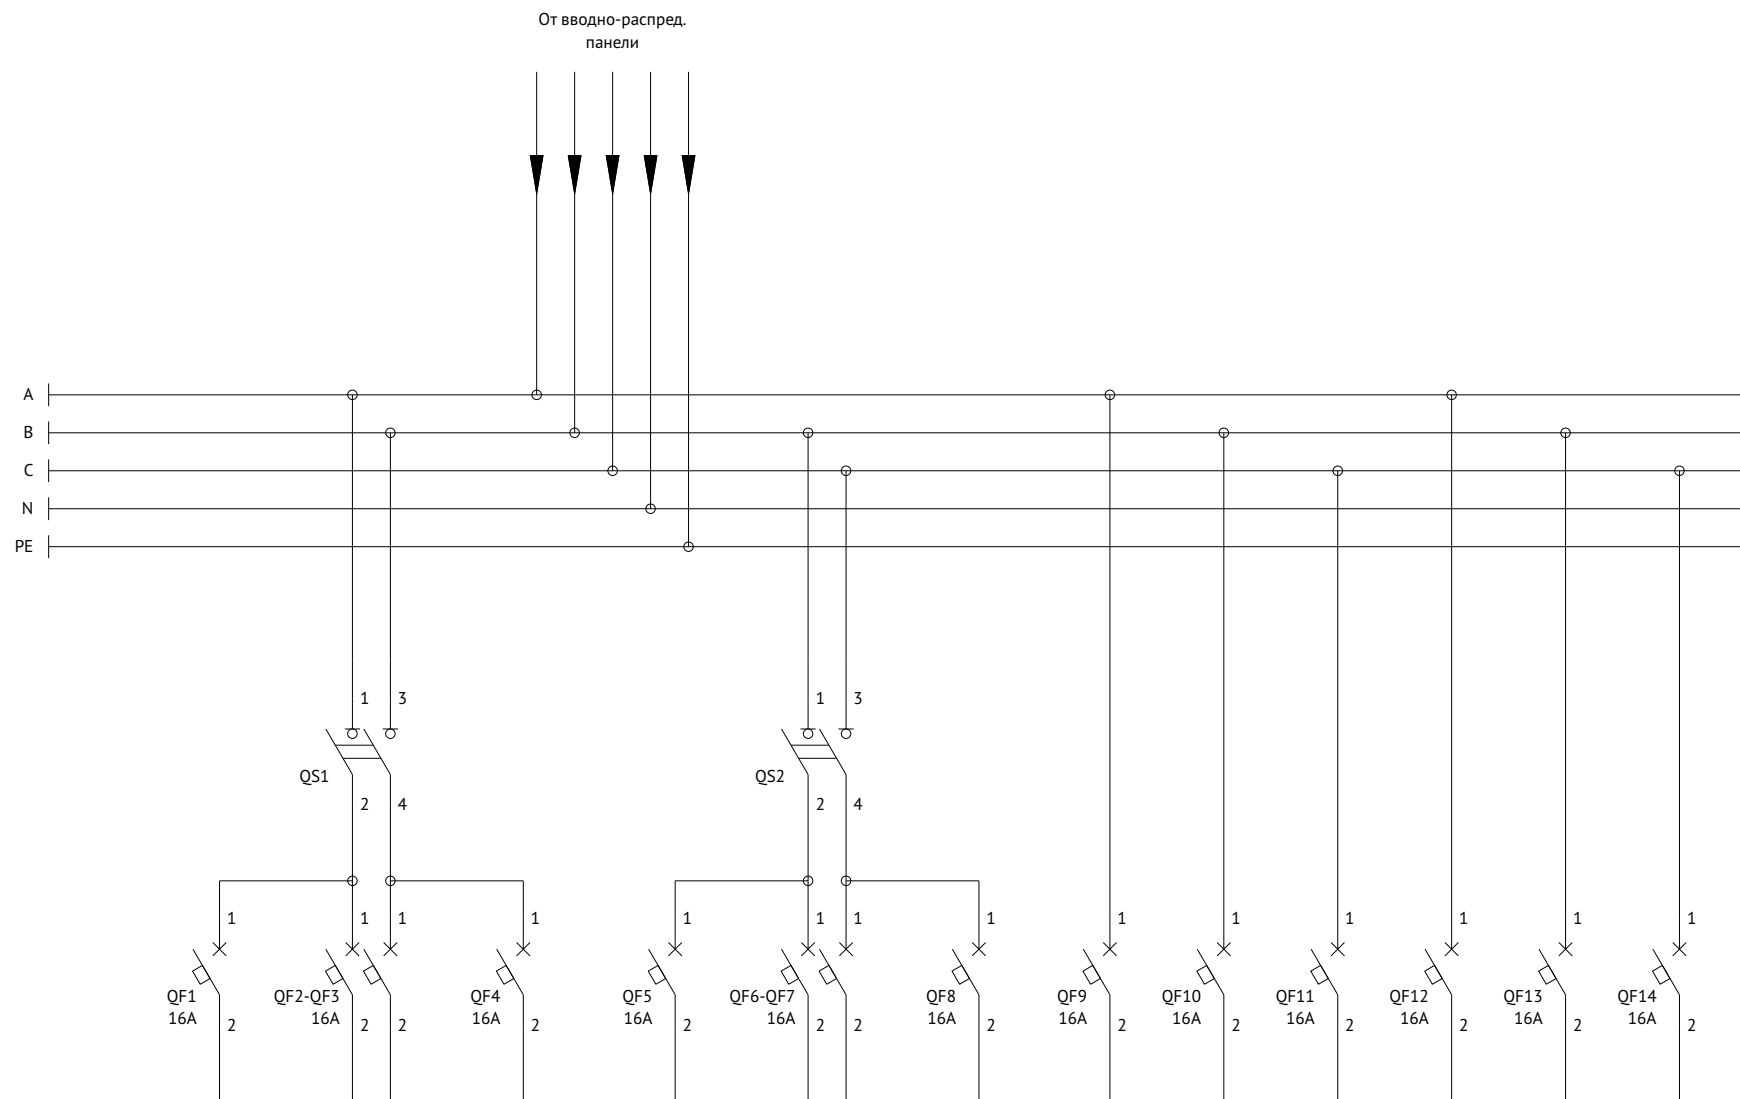 От вводно-распред.
панели
A
B
C
N
PE
1 3 1 3
QS1 QS2
2 4 2 4
1 1 1 1 1 1 1 1 1 1 1 1 1 1
QF1 QF2-QF3 QF4 QF5 QF6-QF7 QF8 QF9 QF10 QF11 QF12 QF13 QF14
16A 16A 16A 16A 16A 16A 16A 16A 16A 16A 16A 16A
2 2 2 2 2 2 2 2 2 2 2 2 2 2